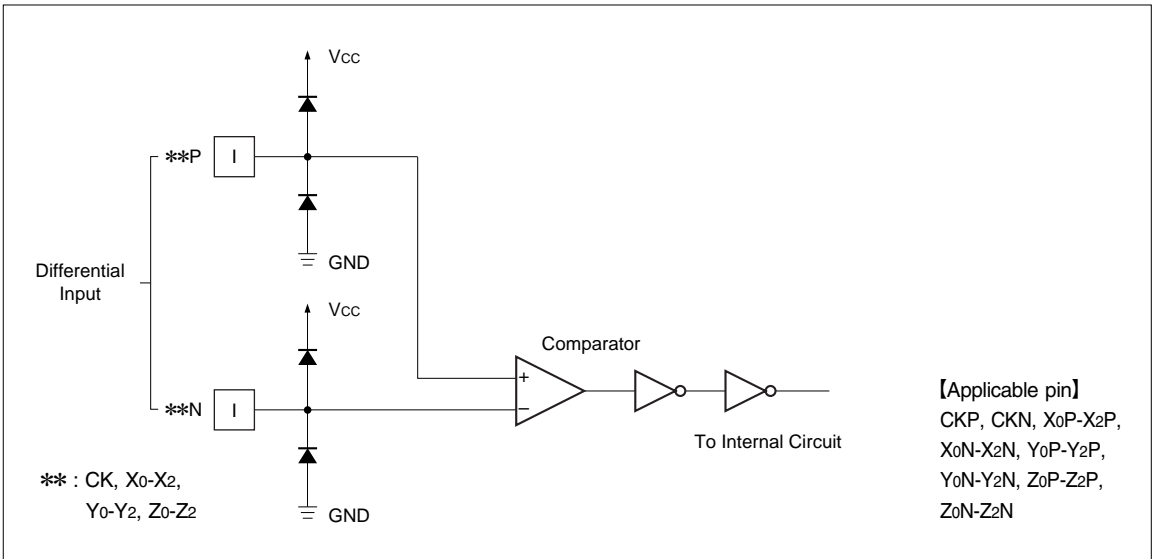 VCC
**P
I
GND
Differential
Input
VCC
Comparator
+
−
**N
I
To Internal Circuit
GND
** : CK, X0-X2,
Y0-Y2, Z0-Z2
【Applicable pin】
CKP, CKN, X0P-X2P,
X0N-X2N, Y0P-Y2P,
Y0N-Y2N, Z0P-Z2P,
Z0N-Z2N